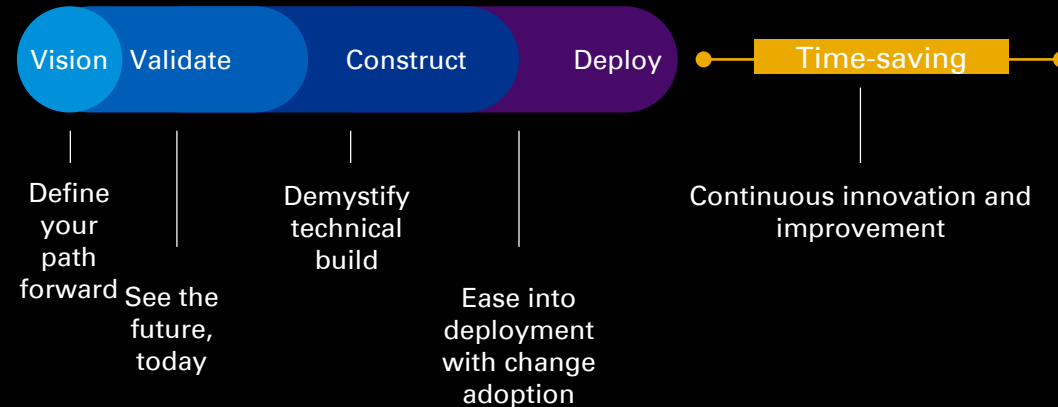 Vision
Validate
Construct
Deploy
Time-saving
Define
your
path
forward
See the
future,
today
Demystify
technical
build
Ease into
deployment
with change
adoption
Continuous innovation and
improvement